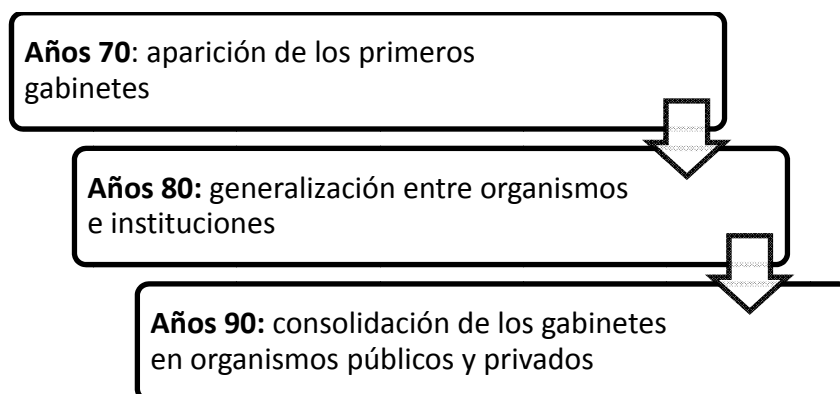 Años 70: aparición de los primeros
gabinetes
Años 80: generalización entre organismos
e instituciones
Años 90: consolidación de los gabinetes
en organismos públicos y privados